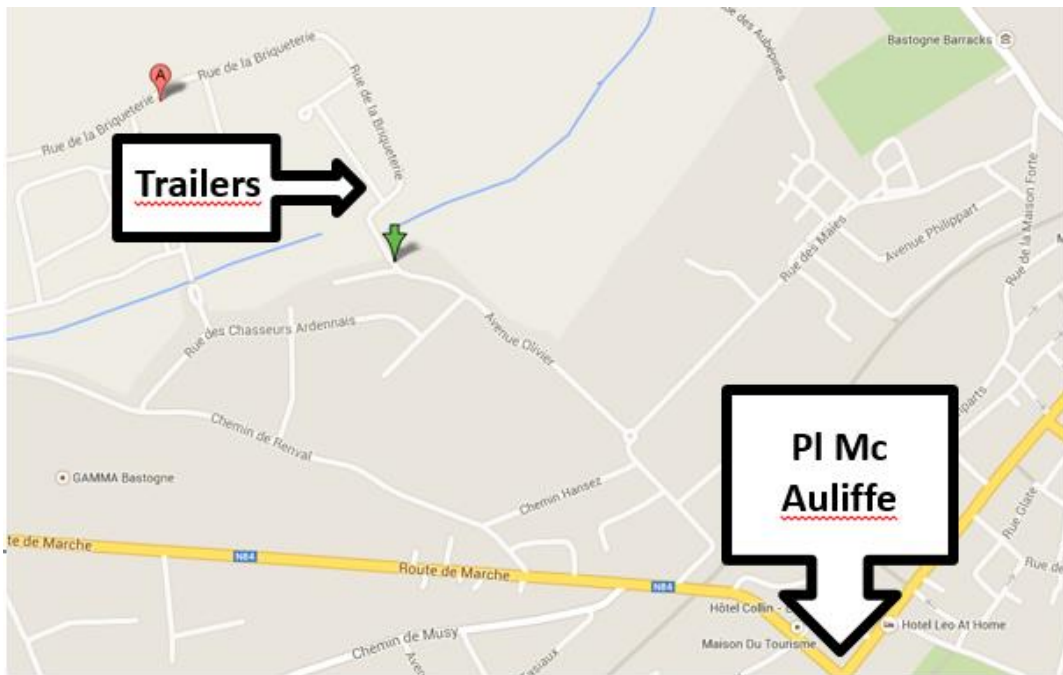 Rue des Aubépines
Bastogne Barracks
A
Rue de la Briqueterie
Rue de la Briqueterie
Rue de la Briqueterie
Trailers
Rue de la Maison Forte
Avenue Philippart
Rue des Maies
Avenue Olivier
Rue des Chasseurs Ardennais
Chemin de Renval
Pl Mc
Auliffe
GAMMA Bastogne
Chemin Hansez
Rue Glate
te de Marche
N84
Route de Marche
N84
Rue de
Hôtel Collin -
Hotel Leo At Home
Maison Du Tourisme
Chemin de Musy